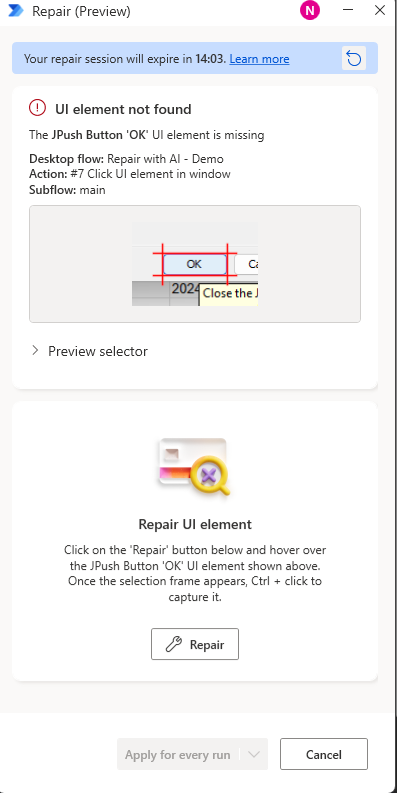 Repair (Preview)
N
Your repair session will expire in 14:03. Learn more
UI element not found
The JPush Button 'OK' UI element is missing
Desktop flow: Repair with AI - Demo
Action: #7 Click UI element in window
Subflow: main
OK
Ca
2024
Close the J
Preview selector
Repair UI element
Click on the 'Repair' button below and hover over
the JPush Button 'OK' UI element shown above.
Once the selection frame appears, Ctrl + click to
capture it.
Repair
Apply for every run
Cancel